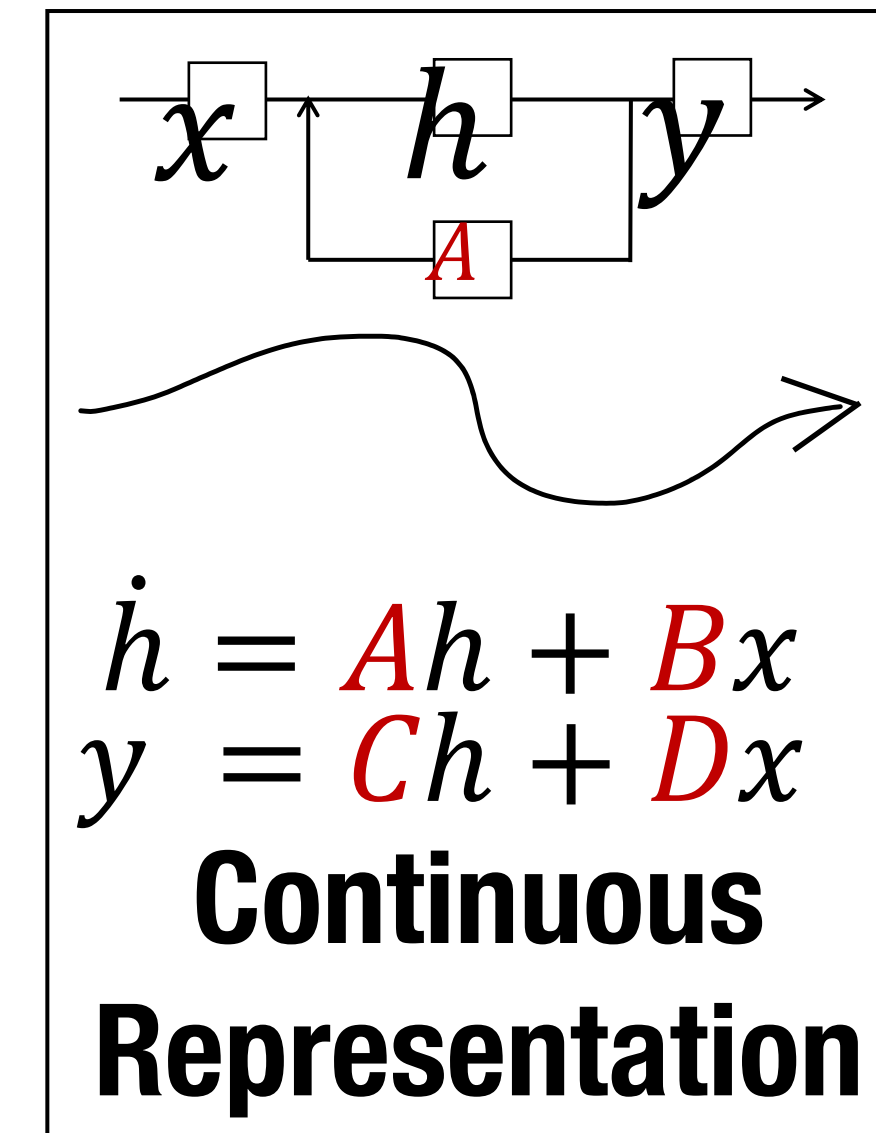 x h y
A
ḣ = Ah + Bx
y = Ch + Dx
Continuous
Representation